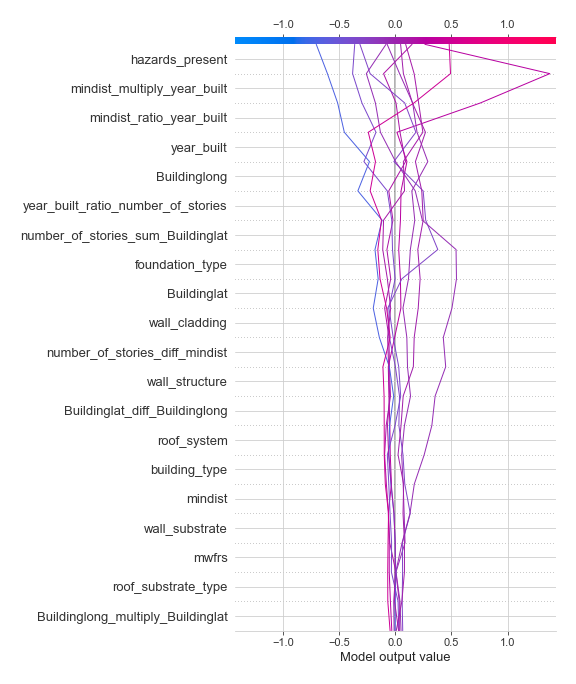 −1.0 −0.5 0.0 0.5 1.0
hazards_present
mindist_multiply_year_built
mindist_ratio_year_built
year_built
Buildinglong
year_built_ratio_number_of_stories
number_of_stories_sum_Buildinglat
foundation_type
Buildinglat
wall_cladding
number_of_stories_diff_mindist
wall_structure
Buildinglat_diff_Buildinglong
roof_system
building_type
mindist
wall_substrate
mwfrs
roof_substrate_type
Buildinglong_multiply_Buildinglat
−1.0 −0.5 0.0 0.5 1.0
Model output value